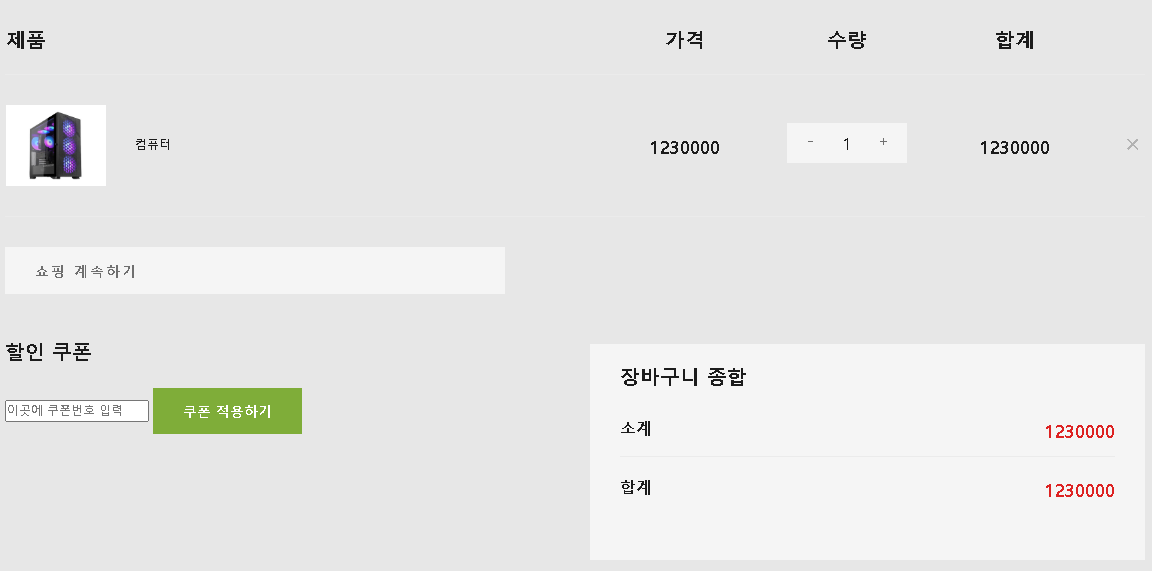 제품 가격 수량 합계
컴퓨터 1230000 - 1 + 1230000 ×
쇼핑 계속하기
할인 쿠폰
이곳에 쿠폰번호 입력 쿠폰 적용하기
장바구니 종합
소계 1230000
합계 1230000